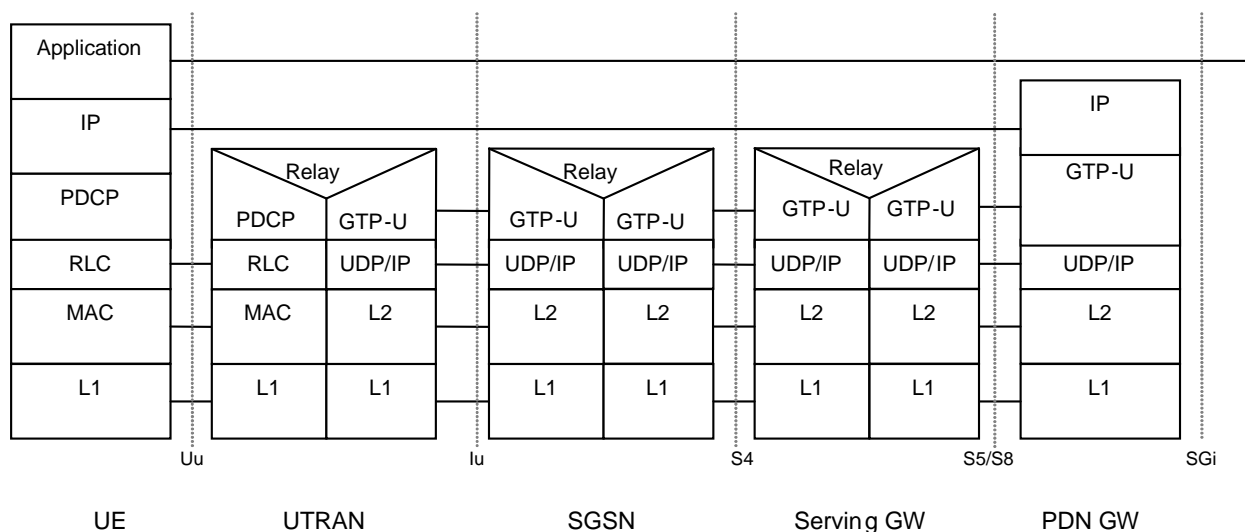 Application
IP
IP
Relay
Relay
Relay
GTP-U
PDCP
PDCP
GTP-U
GTP-U
GTP-U
GTP-U
GTP-U
RLC
RLC
UDP/IP
UDP/IP
UDP/IP
UDP/IP
UDP/IP
UDP/IP
MAC
MAC
L2
L2
L2
L2
L2
L2
L1
L1
L1
L1
L1
L1
L1
L1
Uu
Iu
S4
S5/S8
SGi
UE
UTRAN
SGSN
Serving GW
PDN GW